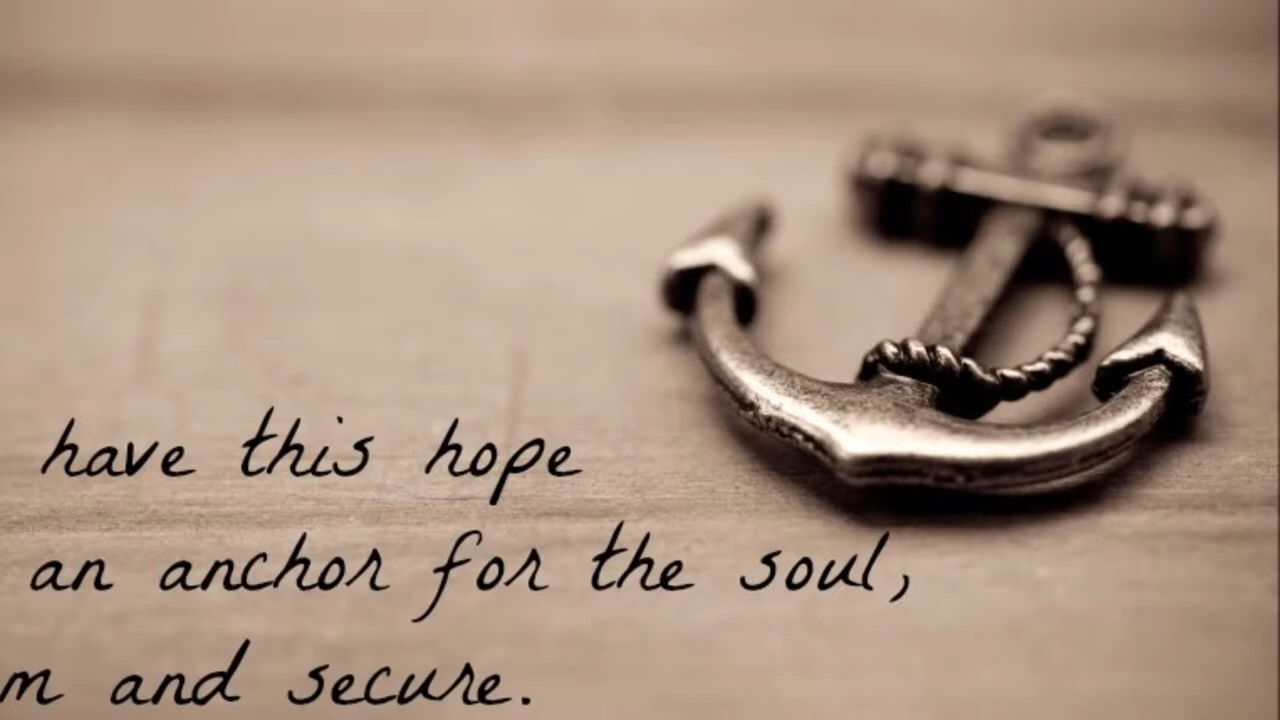 have this hope
an anchor for the soul,
m and secure.